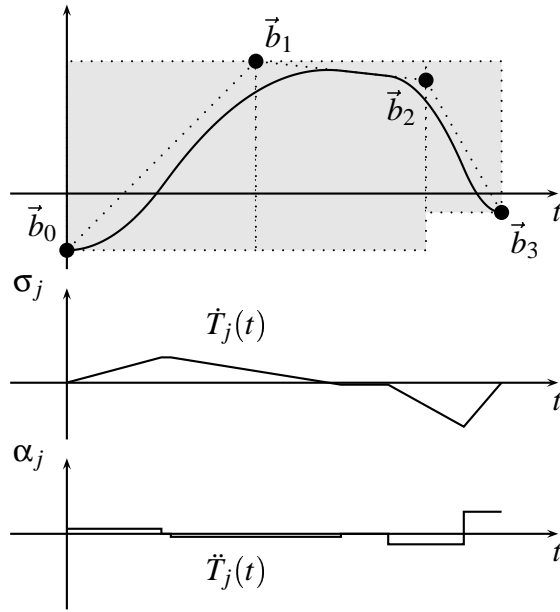 b⃗₁
b⃗₂
t
b⃗₀
b⃗₃
σⱼ
Ṫⱼ(t)
t
αⱼ
T̈ⱼ(t)
t